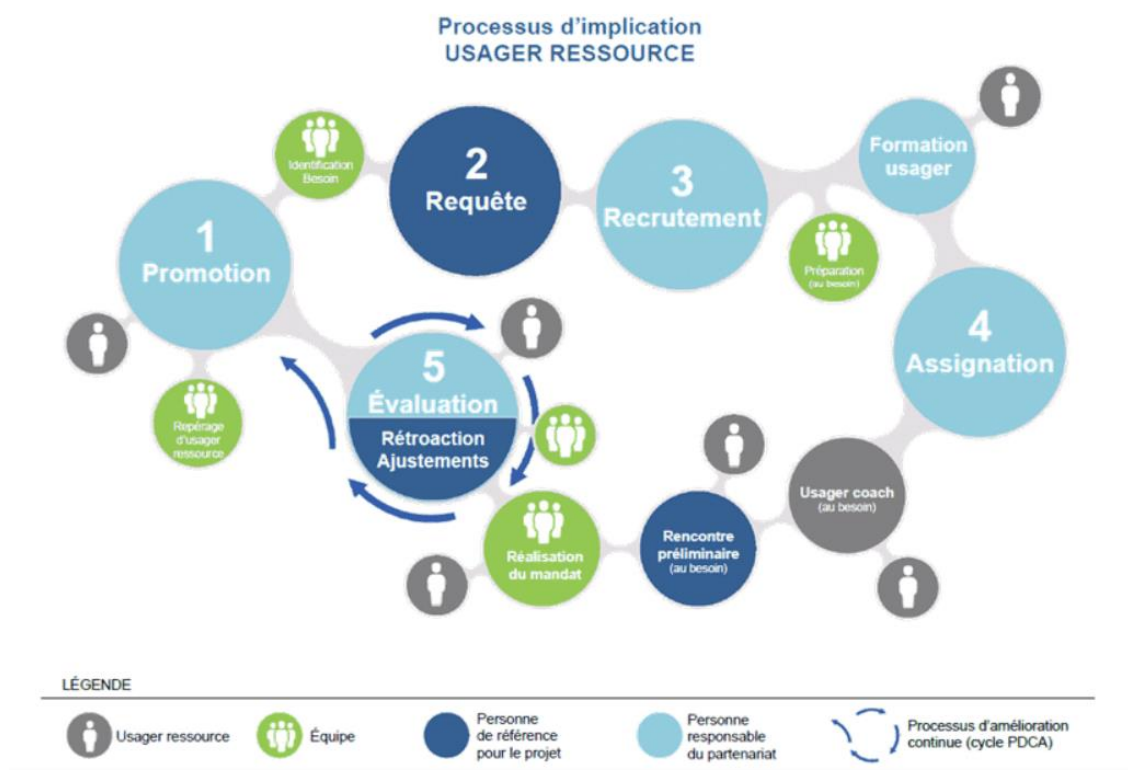 Processus d'implication
USAGER RESSOURCE
Identification
Besoin
2
Requête
3
Recrutement
Formation
usager
1
Promotion
Préparation
(au besoin)
4
Assignation
Repérage
d'usager
ressource
5
Évaluation
Rétroaction
Ajustements
Usager coach
(au besoin)
Rencontre
préliminaire
(au besoin)
Réalisation
du mandat
LÉGENDE
Usager ressource
Équipe
Personne
de référence
pour le projet
Personne
responsable
du partenariat
Processus d'amélioration
continue (cycle PDCA)